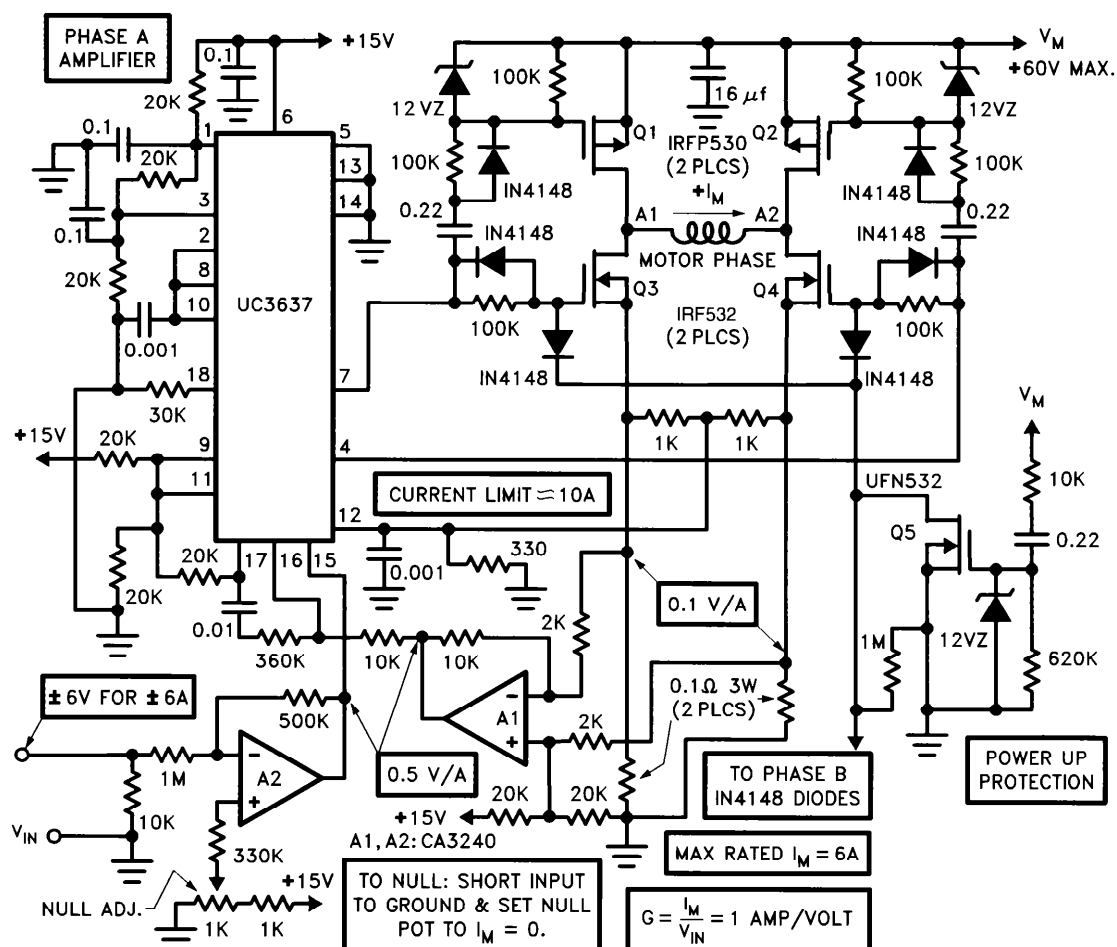 PHASE A
AMPLIFIER
0.1
+15V
20K
6
V_M
+60V MAX.
12VZ
100K
16 μf
100K
12VZ
0.1
1
20K
5
13
14
3
2
8
10
0.1
20K
0.001
UC3637
100K
IN4148
0.22
IN4148
Q1
IRFP530
(2 PLCS)
+I_M
A1
A2
MOTOR PHASE
Q2
IN4148
100K
0.22
IN4148
Q3
IRF532
(2 PLCS)
Q4
100K
100K
IN4148
IN4148
18
30K
7
+15V
20K
9
11
4
1K
1K
V_M
10K
UFN532
CURRENT LIMIT ≈ 10A
12
Q5
0.22
17
16
15
20K
20K
0.001
330
0.1 V/A
12VZ
1M
620K
0.01
360K
10K
10K
2K
± 6V FOR ± 6A
500K
A1
-
+
2K
0.1Ω 3W
(2 PLCS)
1M
-
+
A2
0.5 V/A
TO PHASE B
IN4148 DIODES
POWER UP
PROTECTION
10K
V_IN
330K
+15V
20K
20K
A1, A2: CA3240
MAX RATED I_M = 6A
NULL ADJ.
+15V
1K
1K
TO NULL: SHORT INPUT
TO GROUND & SET NULL
POT TO I_M = 0.
G = I_M/V_IN = 1 AMP/VOLT